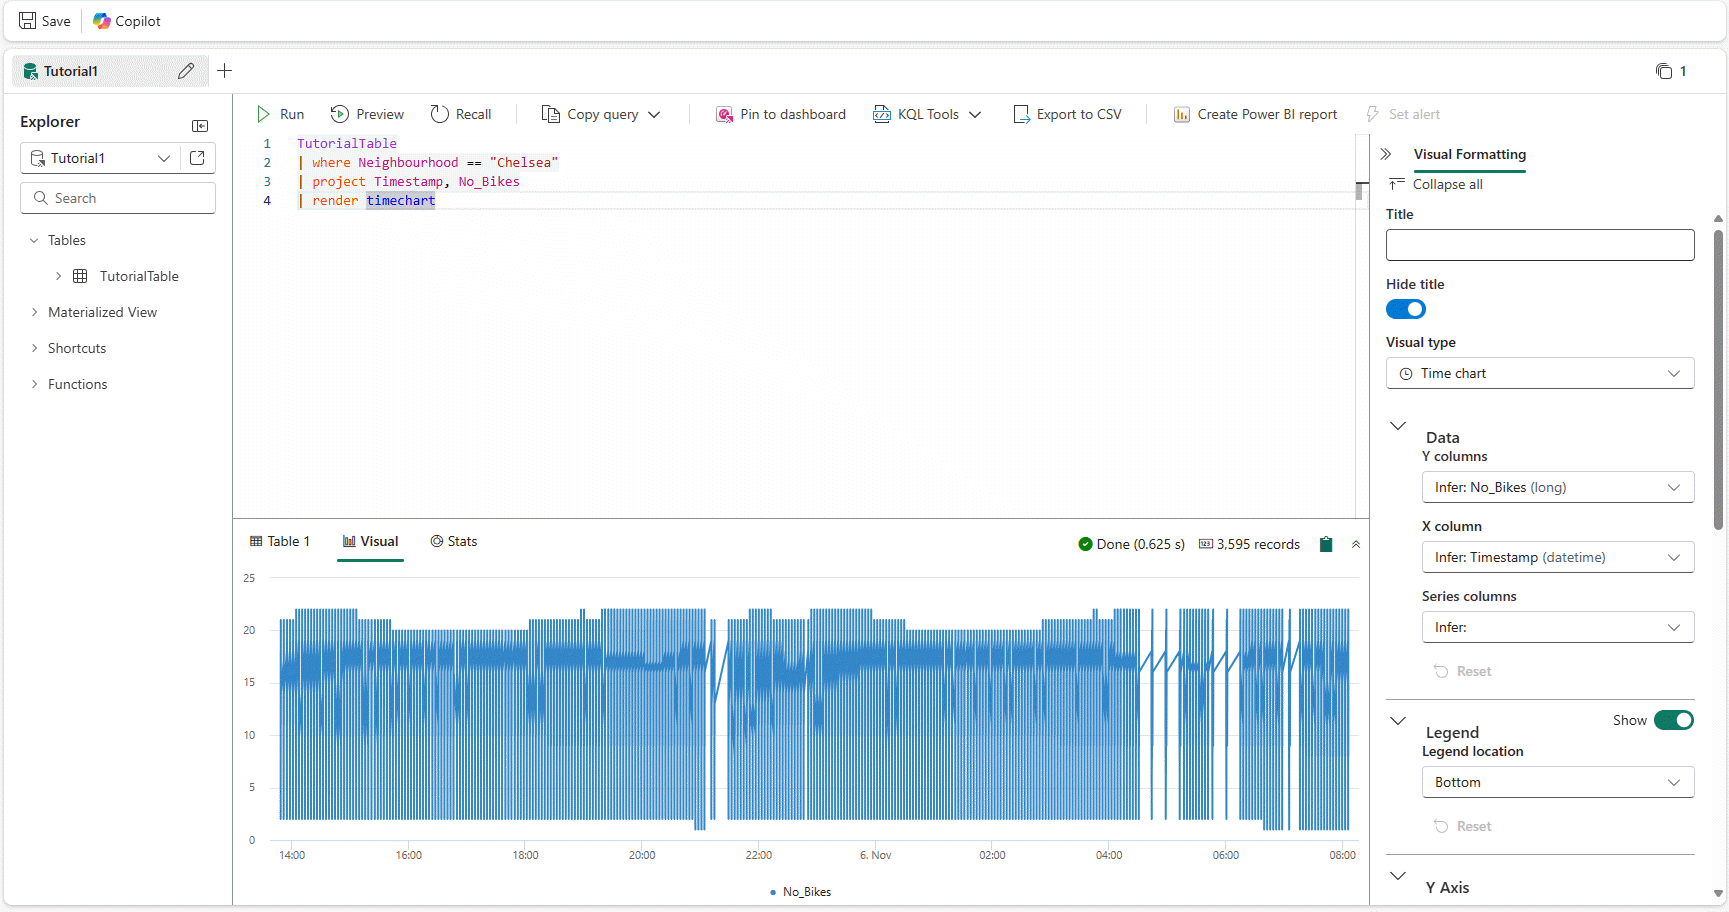 Save Copilot
Tutorial1 1
Explorer
Tutorial1
Search
Tables
TutorialTable
Materialized View
Shortcuts
Functions
Run Preview Recall Copy query Pin to dashboard KQL Tools Export to CSV Create Power BI report Set alert
1 TutorialTable
2 | where Neighbourhood == "Chelsea"
3 | project Timestamp, No_Bikes
4 | render timechart
Table 1 Visual Stats Done (0.625 s) 3,595 records
25
20
15
10
5
0
14:00 16:00 18:00 20:00 22:00 6. Nov 02:00 04:00 06:00 08:00
No_Bikes
Visual Formatting
Collapse all
Title
Hide title
Visual type
Time chart
Data
Y columns
Infer: No_Bikes (long)
X column
Infer: Timestamp (datetime)
Series columns
Infer:
Reset
Show
Legend
Legend location
Bottom
Reset
Y Axis